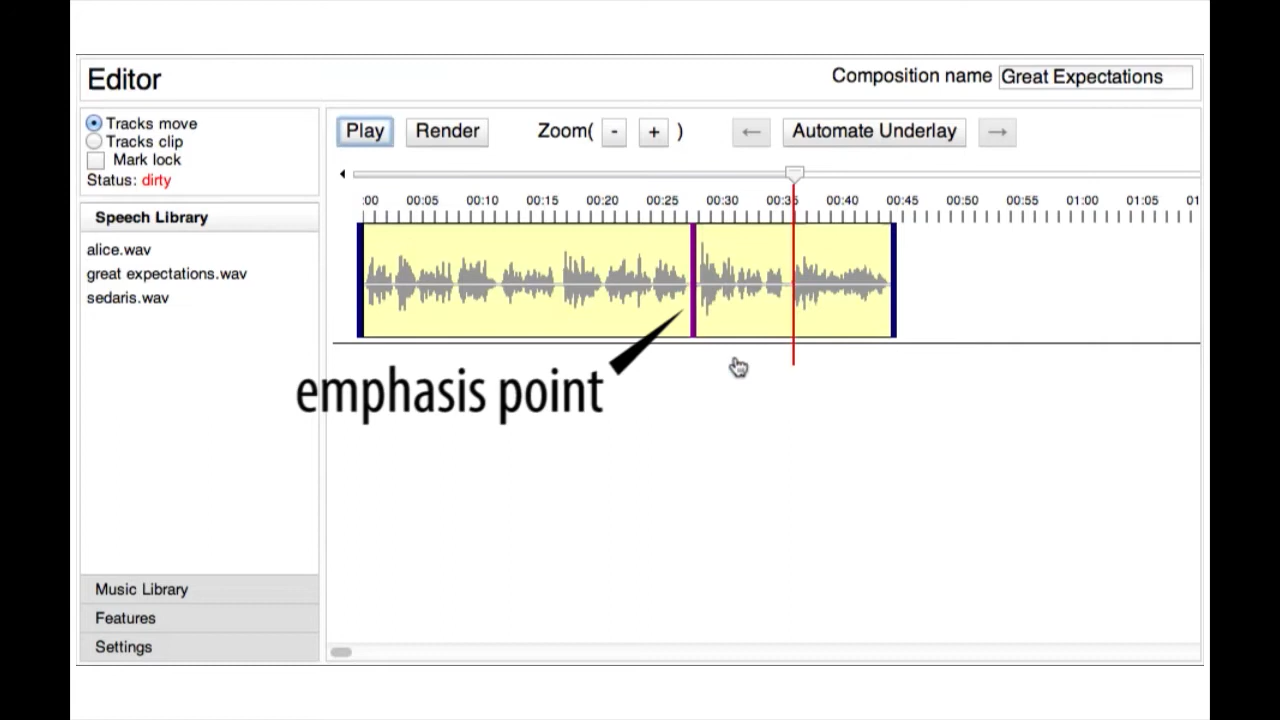 Editor
Composition name Great Expectations
Tracks move
Tracks clip
Mark lock
Status: dirty
Play Render Zoom( - + ) ← Automate Underlay →
:00 00:05 00:10 00:15 00:20 00:25 00:30 00:35 00:40 00:45 00:50 00:55 01:00 01:05 01
Speech Library
alice.wav
great expectations.wav
sedaris.wav
emphasis point
Music Library
Features
Settings